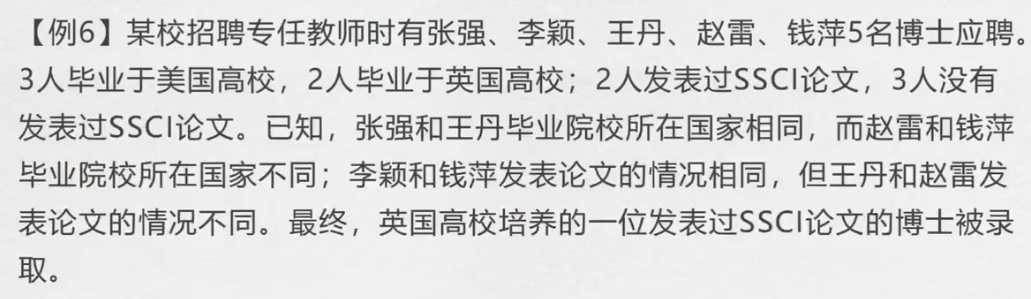 【例6】某校招聘专任教师时有张强、李颖、王丹、赵雷、钱萍5名博士应聘。
3人毕业于美国高校，2人毕业于英国高校；2人发表过SSCI论文，3人没有
发表过SSCI论文。已知，张强和王丹毕业院校所在国家相同，而赵雷和钱萍
毕业院校所在国家不同；李颖和钱萍发表论文的情况相同，但王丹和赵雷发
表论文的情况不同。最终，英国高校培养的一位发表过SSCI论文的博士被录
取。